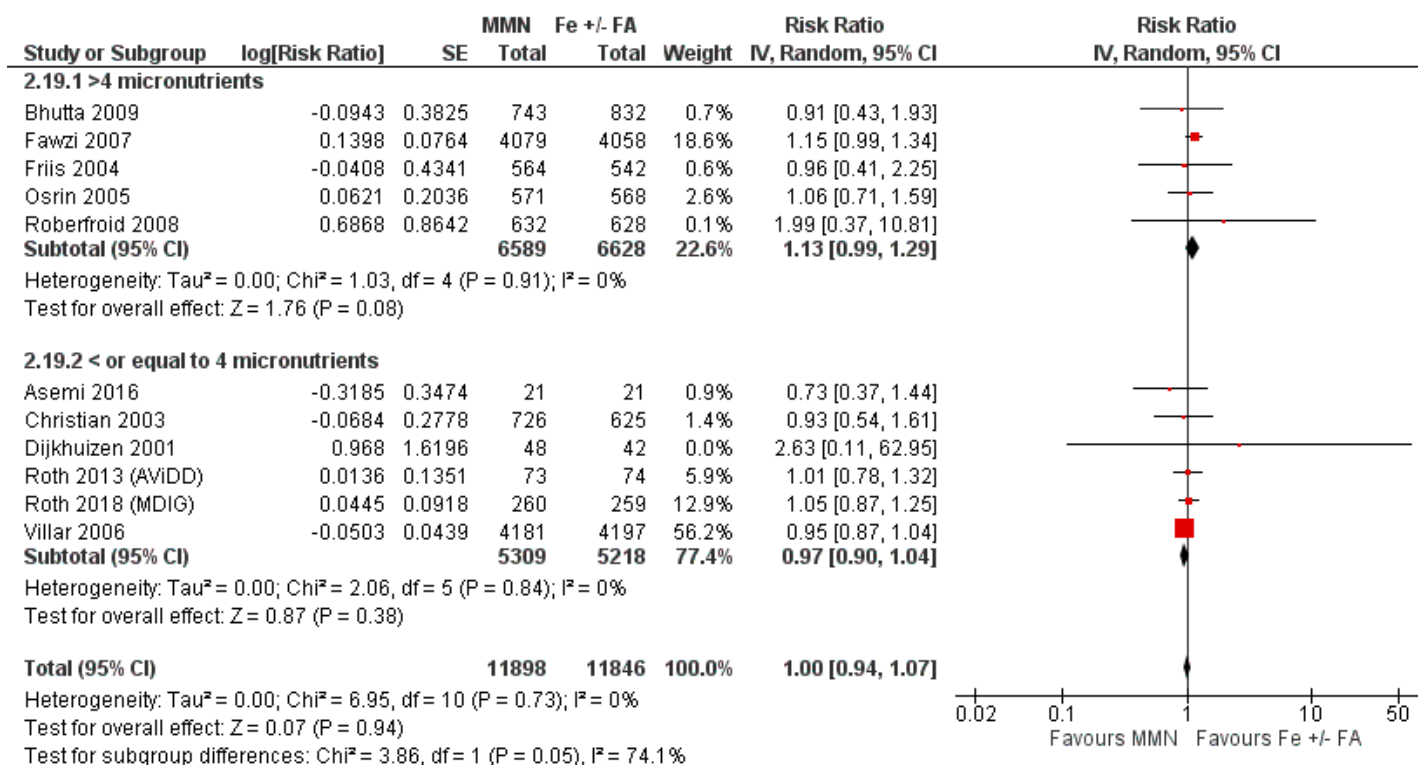 MMN Fe +/- FA Risk Ratio Risk Ratio
Study or Subgroup log[Risk Ratio] SE Total Total Weight IV, Random, 95% CI IV, Random, 95% CI
2.19.1 >4 micronutrients
Bhutta 2009 -0.0943 0.3825 743 832 0.7% 0.91 [0.43, 1.93]
Fawzi 2007 0.1398 0.0764 4079 4058 18.6% 1.15 [0.99, 1.34]
Friis 2004 -0.0408 0.4341 564 542 0.6% 0.96 [0.41, 2.25]
Osrin 2005 0.0621 0.2036 571 568 2.6% 1.06 [0.71, 1.59]
Roberfroid 2008 0.6868 0.8642 632 628 0.1% 1.99 [0.37, 10.81]
Subtotal (95% CI) 6589 6628 22.6% 1.13 [0.99, 1.29]
Heterogeneity: Tau² = 0.00; Chi² = 1.03, df = 4 (P = 0.91); I² = 0%
Test for overall effect: Z = 1.76 (P = 0.08)
2.19.2 < or equal to 4 micronutrients
Asemi 2016 -0.3185 0.3474 21 21 0.9% 0.73 [0.37, 1.44]
Christian 2003 -0.0684 0.2778 726 625 1.4% 0.93 [0.54, 1.61]
Dijkhuizen 2001 0.968 1.6196 48 42 0.0% 2.63 [0.11, 62.95]
Roth 2013 (AViDD) 0.0136 0.1351 73 74 5.9% 1.01 [0.78, 1.32]
Roth 2018 (MDIG) 0.0445 0.0918 260 259 12.9% 1.05 [0.87, 1.25]
Villar 2006 -0.0503 0.0439 4181 4197 56.2% 0.95 [0.87, 1.04]
Subtotal (95% CI) 5309 5218 77.4% 0.97 [0.90, 1.04]
Heterogeneity: Tau² = 0.00; Chi² = 2.06, df = 5 (P = 0.84); I² = 0%
Test for overall effect: Z = 0.87 (P = 0.38)
Total (95% CI) 11898 11846 100.0% 1.00 [0.94, 1.07]
Heterogeneity: Tau² = 0.00; Chi² = 6.95, df = 10 (P = 0.73); I² = 0%
Test for overall effect: Z = 0.07 (P = 0.94)
Test for subgroup differences: Chi² = 3.86, df = 1 (P = 0.05), I² = 74.1%
0.02 0.1 1 10 50
Favours MMN Favours Fe +/- FA